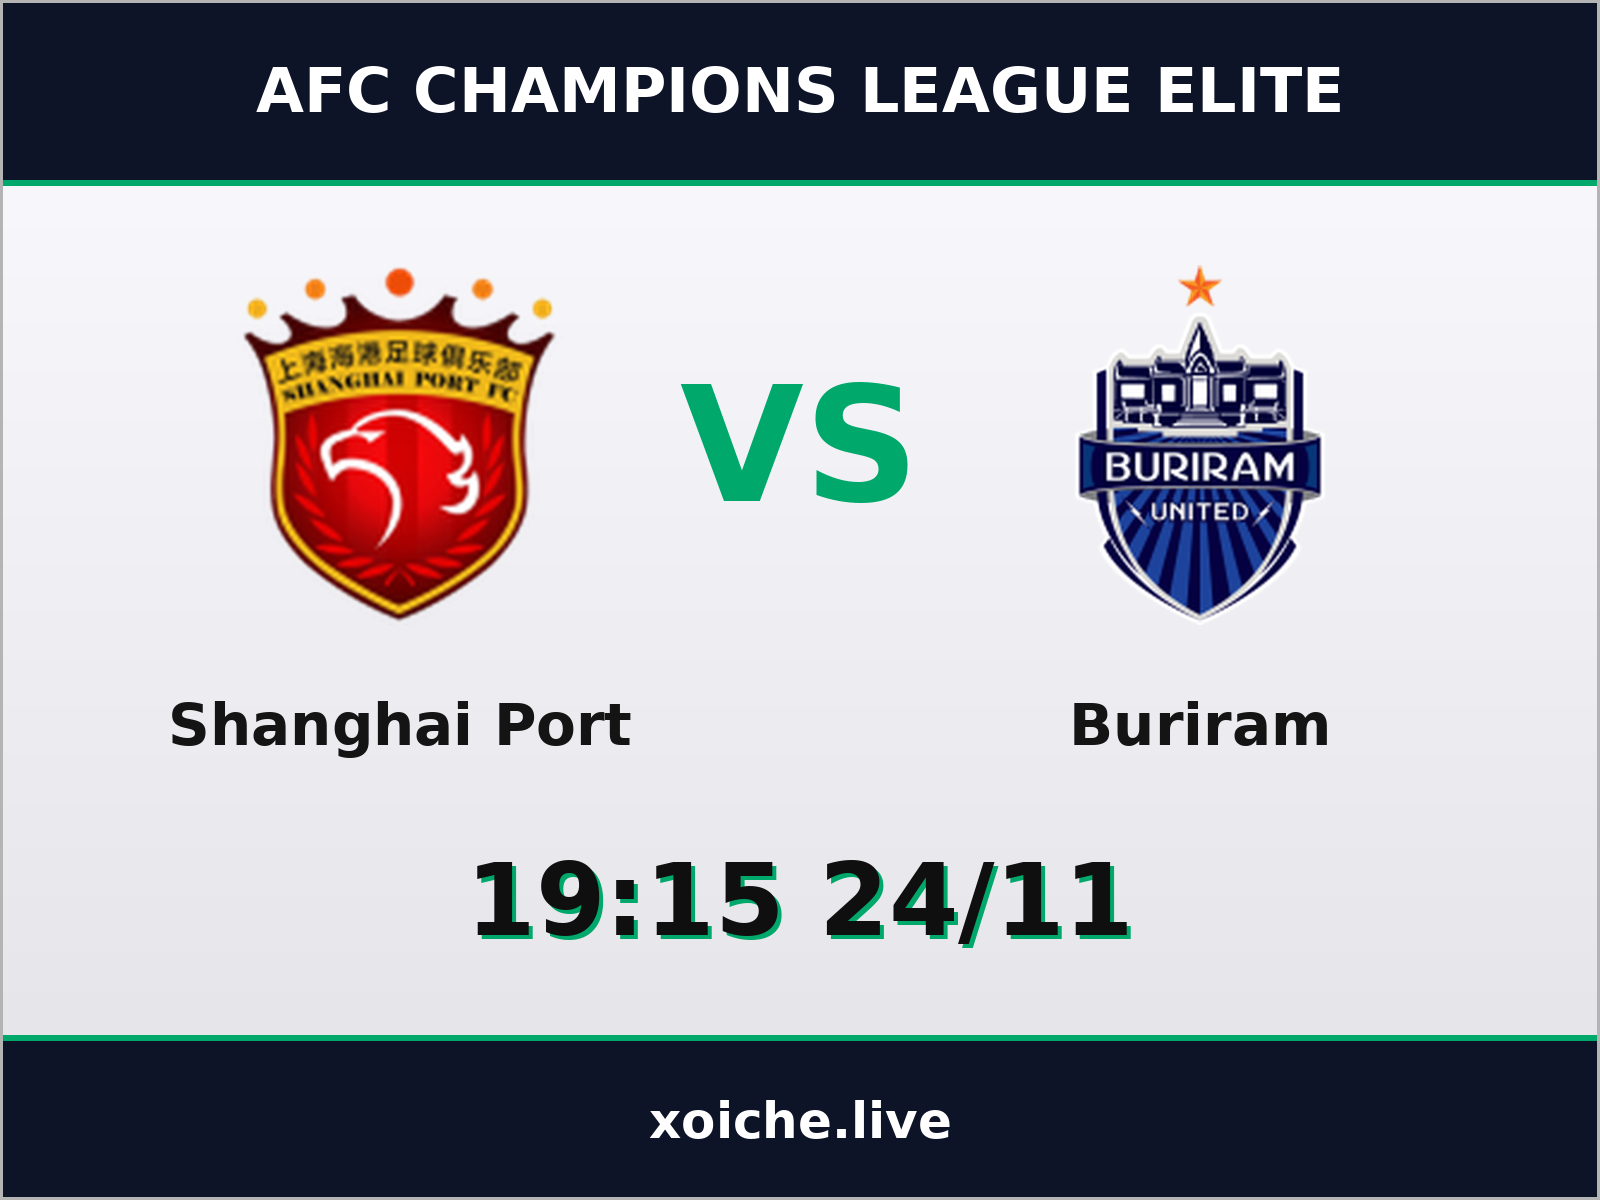 AFC CHAMPIONS LEAGUE ELITE
上海海港足球俱乐部
SHANGHAI PORT FC
VS
BURIRAM
UNITED
Shanghai Port
Buriram
19:15 24/11
xoiche.live